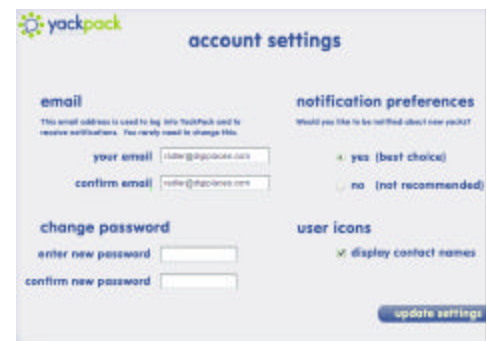 yackpack
account settings
email
This email address is used to log into YackPack and to
receive notifications. You rarely need to change this.
your email
confirm email
change password
enter new password
confirm new password
notification preferences
Would you like to be notified about new yacks?
yes (best choice)
no (not recommended)
user icons
display contact names
update settings